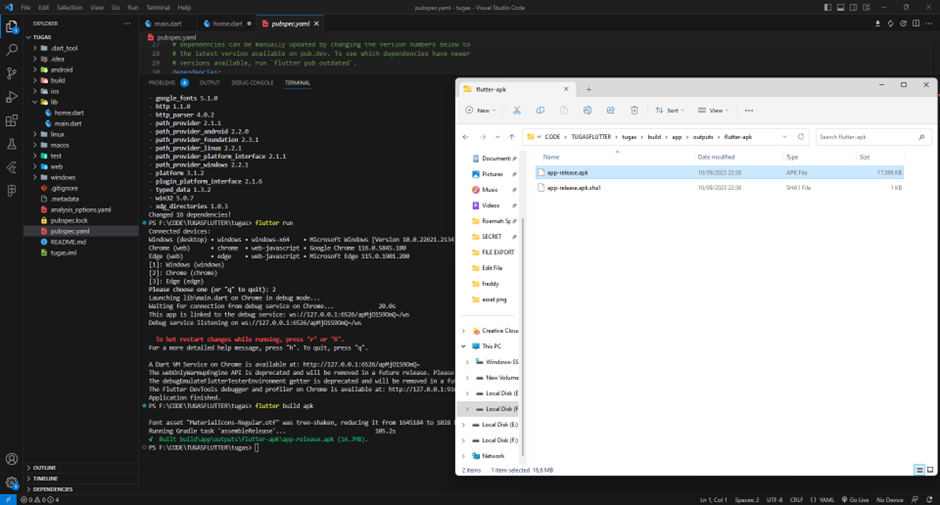 File Edit Selection View Go Run Terminal Help
pubspec.yaml - tugas - Visual Studio Code
EXPLORER
TUGAS
.dart_tool
.idea
android
build
ios
lib
home.dart
main.dart
linux
macos
test
web
windows
.gitignore
.metadata
analysis_options.yaml
pubspec.lock
pubspec.yaml
README.md
tugas.iml
OUTLINE
TIMELINE
DEPENDENCIES
main.dart home.dart pubspec.yaml
pubspec.yaml
27 # dependencies can be manually updated by changing the version numbers below to
28 # the latest version available on pub.dev. To see which dependencies have newer
29 # versions available, run `flutter pub outdated`.
30 dependencies:
PROBLEMS 4 OUTPUT DEBUG CONSOLE TERMINAL
- google_fonts 5.1.0
- http 1.1.0
- http_parser 4.0.2
- path_provider 2.1.1
- path_provider_android 2.2.0
- path_provider_foundation 2.3.1
- path_provider_linux 2.2.1
- path_provider_platform_interface 2.1.1
- path_provider_windows 2.2.1
- platform 3.1.2
- plugin_platform_interface 2.1.6
- typed_data 1.3.2
- win32 5.0.7
- xdg_directories 1.0.3
Changed 16 dependencies!
PS F:\CODE\TUGASFLUTTER\tugas> flutter run
Connected devices:
Windows (desktop) • windows • windows-x64 • Microsoft Windows [Version 10.0.22621.2134
Chrome (web) • chrome • web-javascript • Google Chrome 116.0.5845.180
Edge (web) • edge • web-javascript • Microsoft Edge 115.0.1901.200
[1]: Windows (windows)
[2]: Chrome (chrome)
[3]: Edge (edge)
Please choose one (or "q" to quit): 2
Launching lib\main.dart on Chrome in debug mode...
Waiting for connection from debug service on Chrome... 20.0s
This app is linked to the debug service: ws://127.0.0.1:6526/apMjO1S9OmQ=/ws
Debug service listening on ws://127.0.0.1:6526/apMjO1S9OmQ=/ws
To hot restart changes while running, press "r" or "R".
For a more detailed help message, press "h". To quit, press "q".
A Dart VM Service on Chrome is available at: http://127.0.0.1:6526/apMjO1S9OmQ=
The webOnlyWarmupEngine API is deprecated and will be removed in a future release. Please
The debugEmulateFlutterTesterEnvironment getter is deprecated and will be removed in a fu
The Flutter DevTools debugger and profiler on Chrome is available at: http://127.0.0.1:
Application finished.
PS F:\CODE\TUGASFLUTTER\tugas> flutter build apk
Font asset "MaterialIcons-Regular.otf" was tree-shaken, reducing it from 1645184 to 1028
Running Gradle task 'assembleRelease'... 105.2s
√ Built build\app\outputs\flutter-apk\app-release.apk (16.7MB).
PS F:\CODE\TUGASFLUTTER\tugas>
flutter-apk
New Sort View
CODE TUGASFLUTTER tugas build app outputs flutter-apk
Search flutter-apk
Name Date modified Type Size
app-release.apk 10/09/2023 22:38 APK File 17.098 KB
app-release.apk.sha1 10/09/2023 22:38 SHA1 File 1 KB
Document
Pictures
Music
Videos
Rosmah Sp
SECRET
FILE EXPORT
Edit File
freddy
asset png
Creative Cloud
This PC
Windows-SS
New Volume
Local Disk (E
Local Disk (F
Local Disk (E:)
Local Disk (F:)
Network
2 items 1 item selected 16,6 MB
0 0 4
Ln 1, Col 1 Spaces: 2 UTF-8 CRLF YAML Go Live No Device